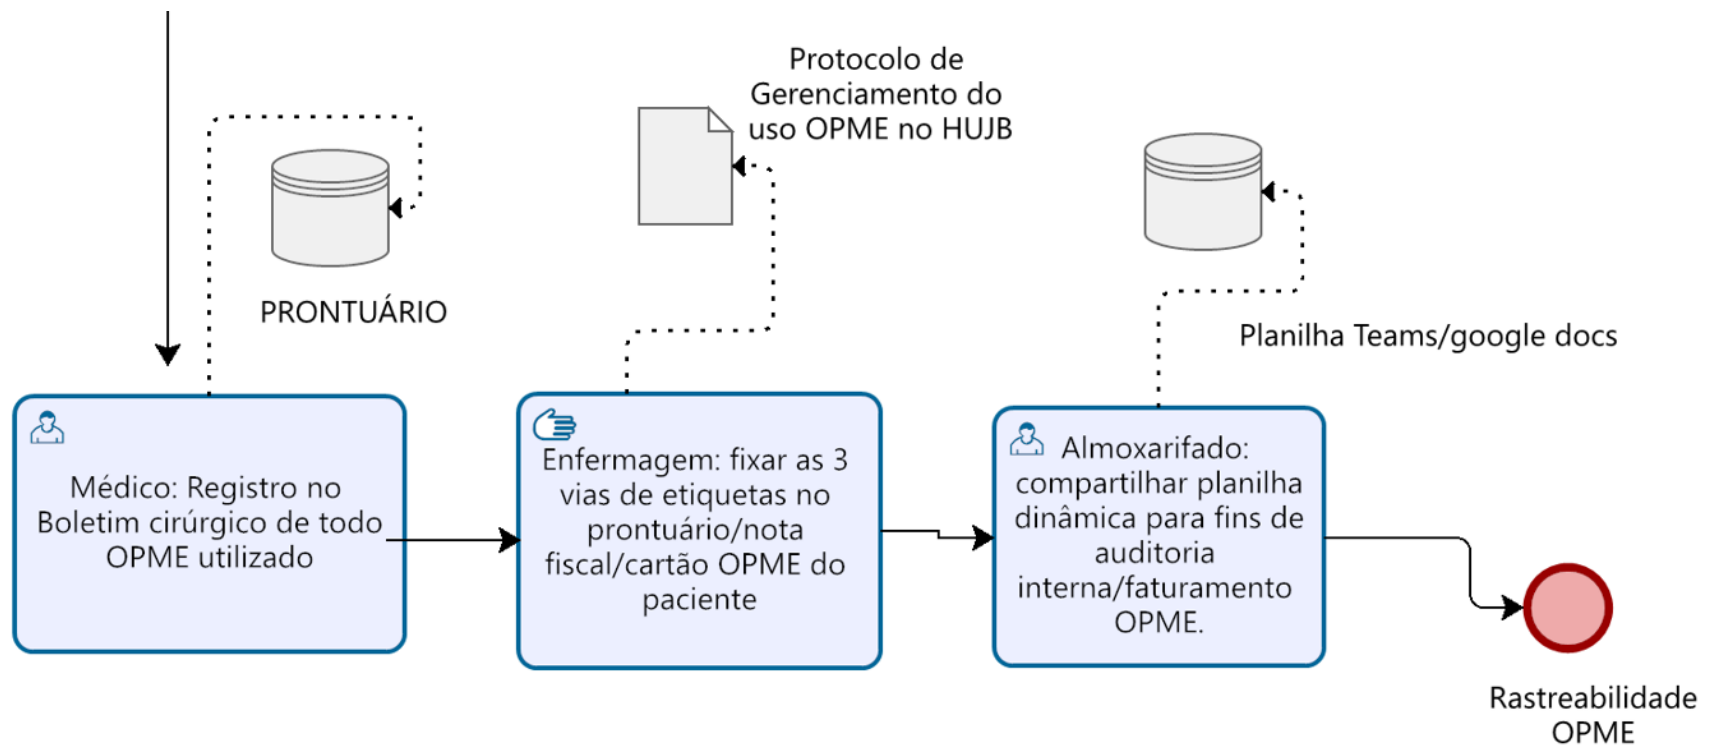 Protocolo de
Gerenciamento do
uso OPME no HUJB
PRONTUÁRIO
Planilha Teams/google docs
Médico: Registro no
Boletim cirúrgico de todo
OPME utilizado
Enfermagem: fixar as 3
vias de etiquetas no
prontuário/nota
fiscal/cartão OPME do
paciente
Almoxarifado:
compartilhar planilha
dinâmica para fins de
auditoria
interna/faturamento
OPME.
Rastreabilidade
OPME